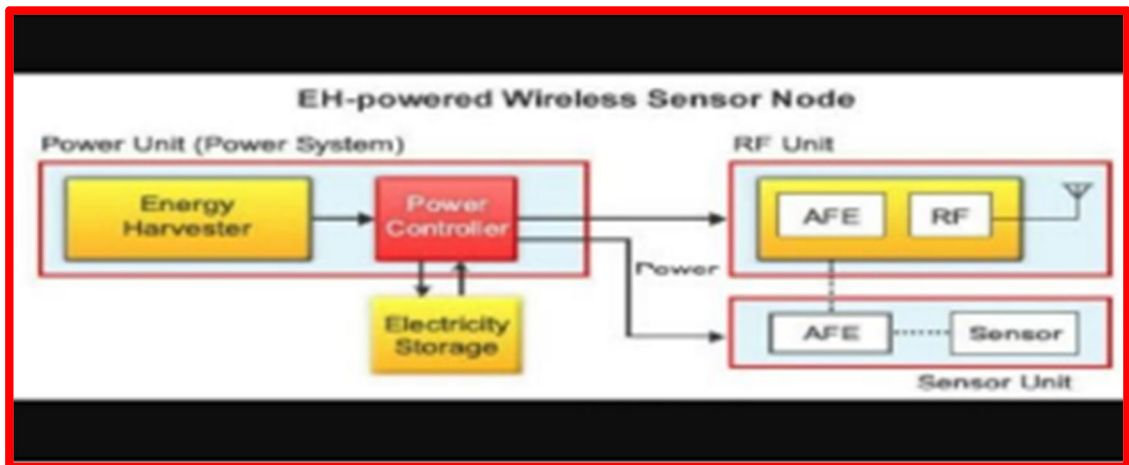 EH-powered Wireless Sensor Node
Power Unit (Power System)
RF Unit
Energy
Harvester
Power
Controller
AFE
RF
Power
Electricity
Storage
AFE
Sensor
Sensor Unit